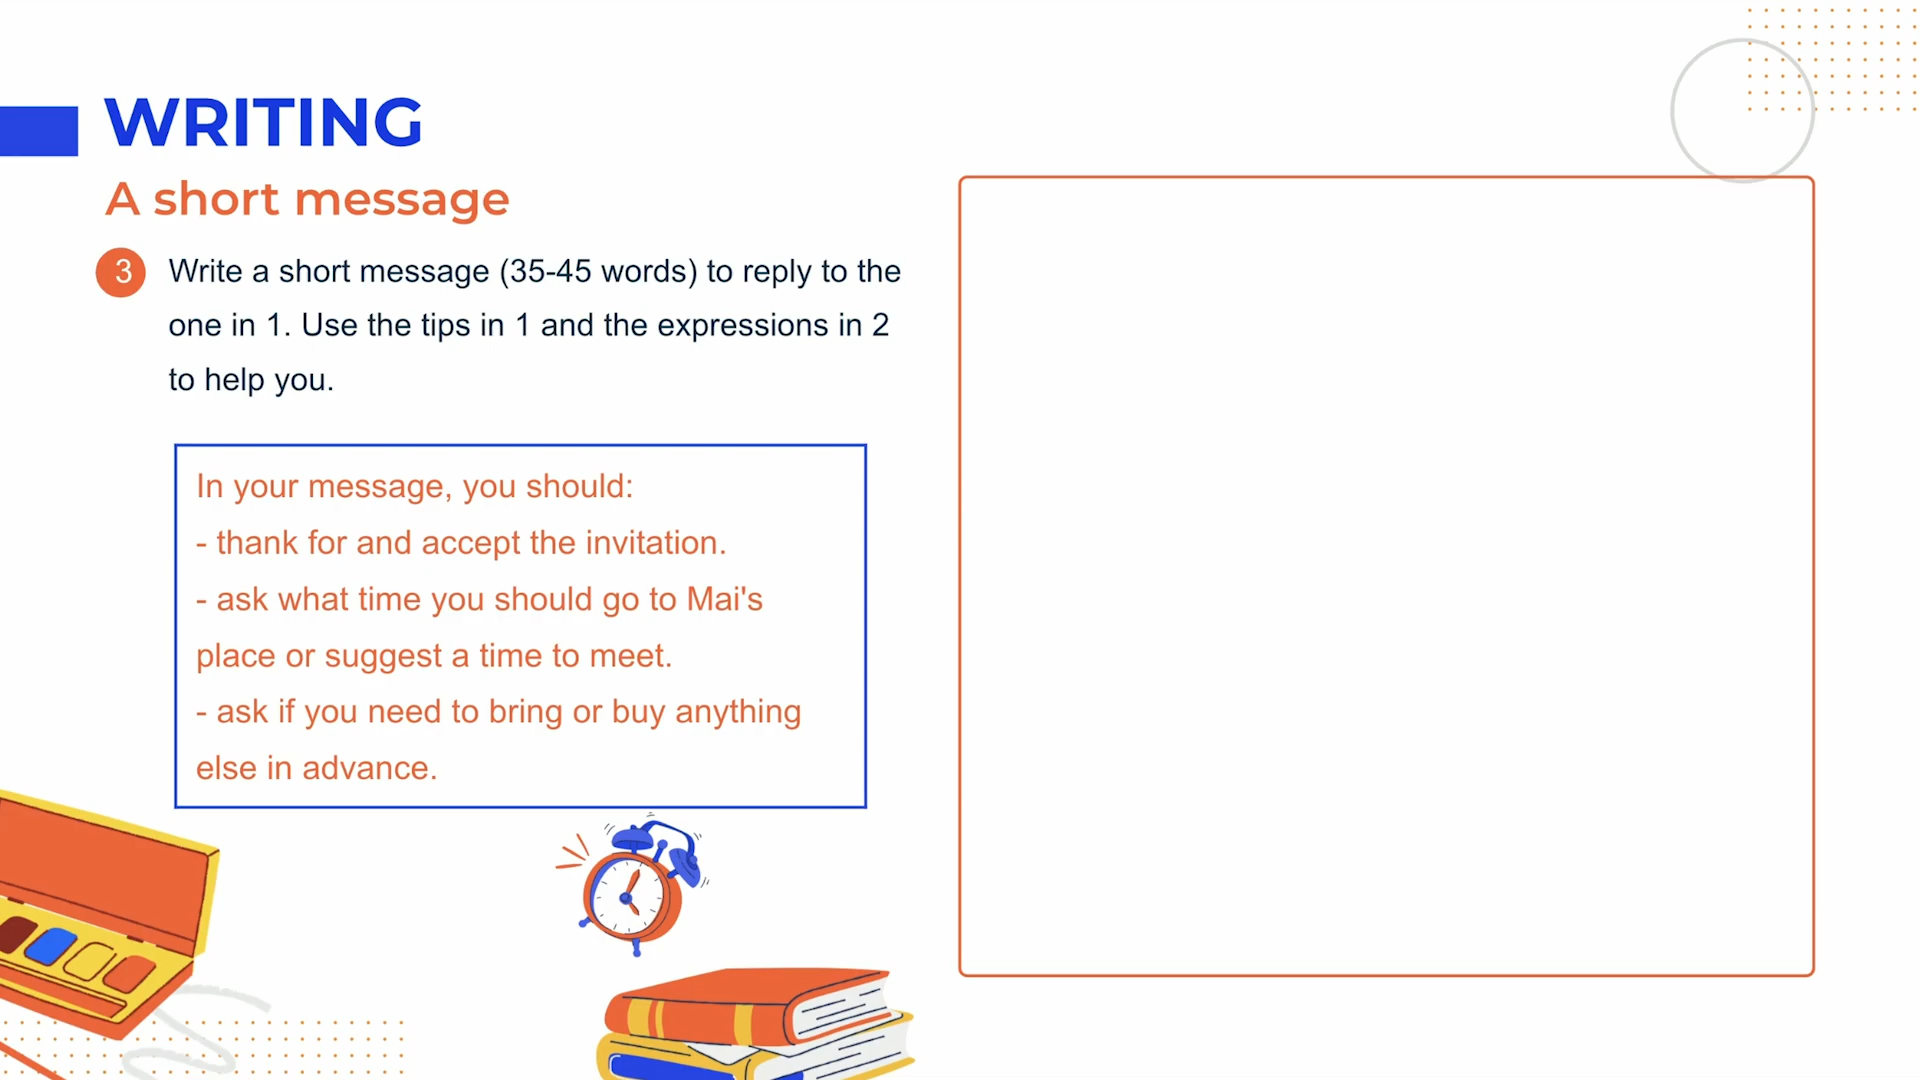 WRITING
A short message
3 Write a short message (35-45 words) to reply to the
one in 1. Use the tips in 1 and the expressions in 2
to help you.
In your message, you should:
- thank for and accept the invitation.
- ask what time you should go to Mai's
place or suggest a time to meet.
- ask if you need to bring or buy anything
else in advance.